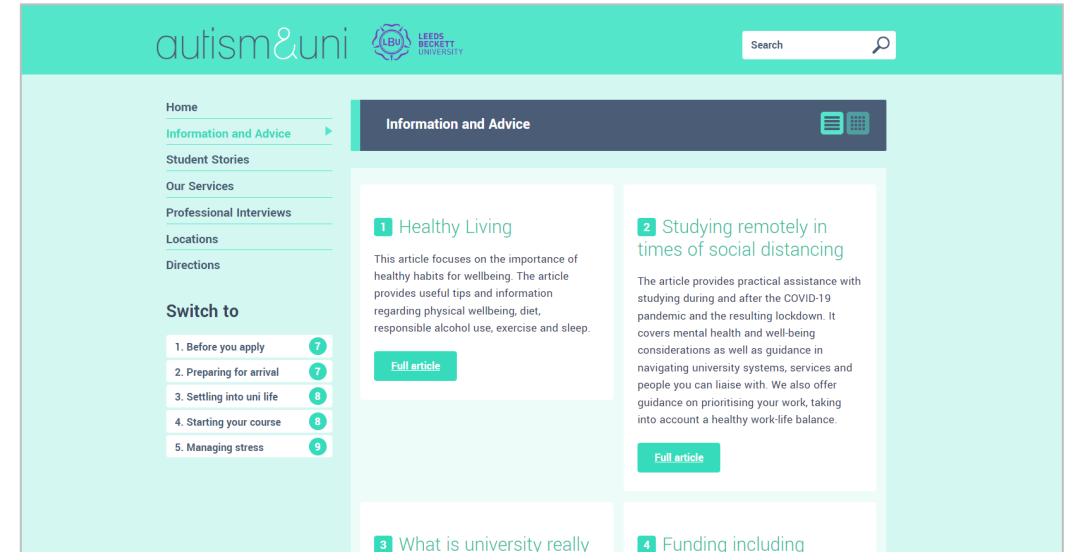 autism&uni
LBU
LEEDS
BECKETT
UNIVERSITY
Search
Home
Information and Advice
Student Stories
Our Services
Professional Interviews
Locations
Directions
Switch to
1. Before you apply 7
2. Preparing for arrival 7
3. Settling into uni life 8
4. Starting your course 8
5. Managing stress 9
Information and Advice
1 Healthy Living
This article focuses on the importance of
healthy habits for wellbeing. The article
provides useful tips and information
regarding physical wellbeing, diet,
responsible alcohol use, exercise and sleep.
Full article
2 Studying remotely in
times of social distancing
The article provides practical assistance with
studying during and after the COVID-19
pandemic and the resulting lockdown. It
covers mental health and well-being
considerations as well as guidance in
navigating university systems, services and
people you can liaise with. We also offer
guidance on prioritising your work, taking
into account a healthy work-life balance.
Full article
3 What is university really
4 Funding including